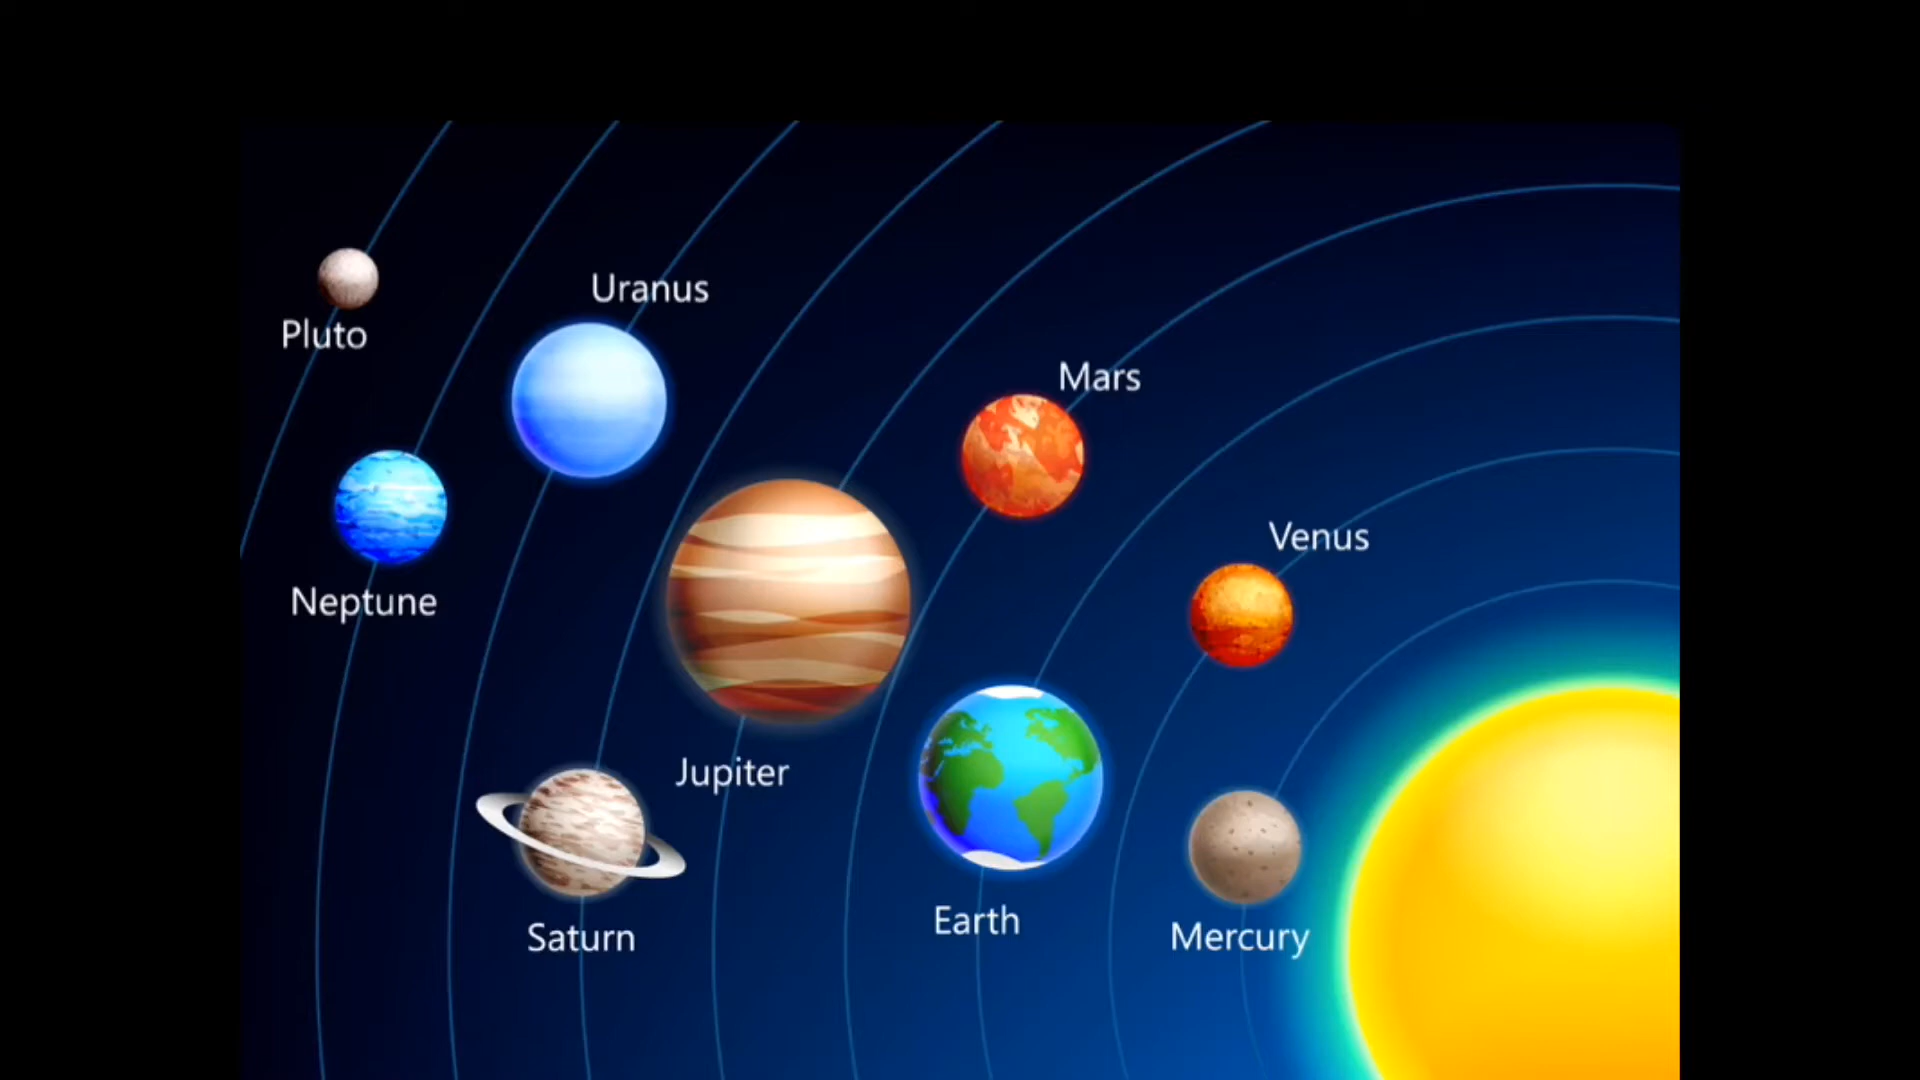 Uranus
Pluto
Mars
Venus
Neptune
Jupiter
Earth
Saturn
Mercury